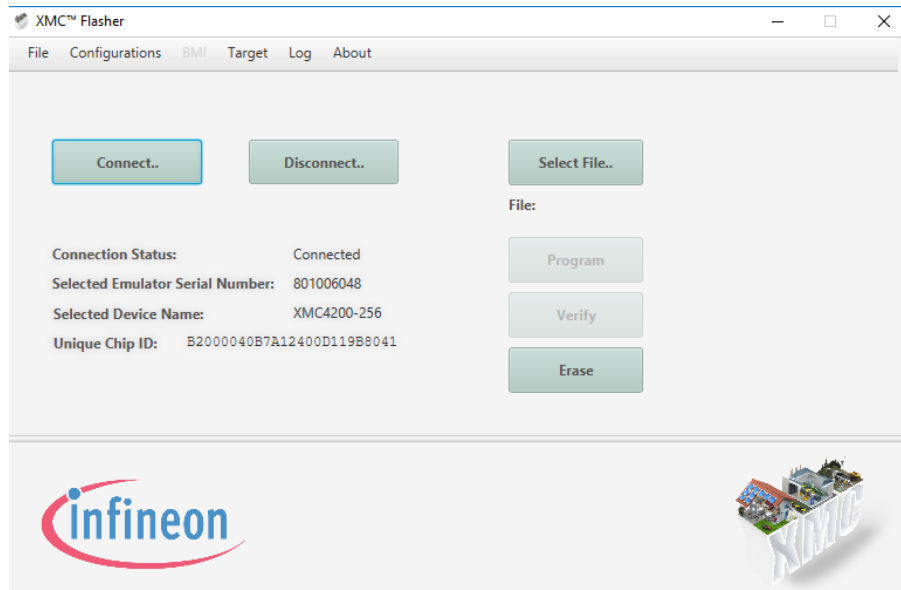 XMC™ Flasher
File Configurations BMI Target Log About
Connect.. Disconnect.. Select File..
File:
Connection Status: Connected
Selected Emulator Serial Number: 801006048
Selected Device Name: XMC4200-256
Unique Chip ID: B2000040B7A12400D119B8041
Program
Verify
Erase
infineon
XMC